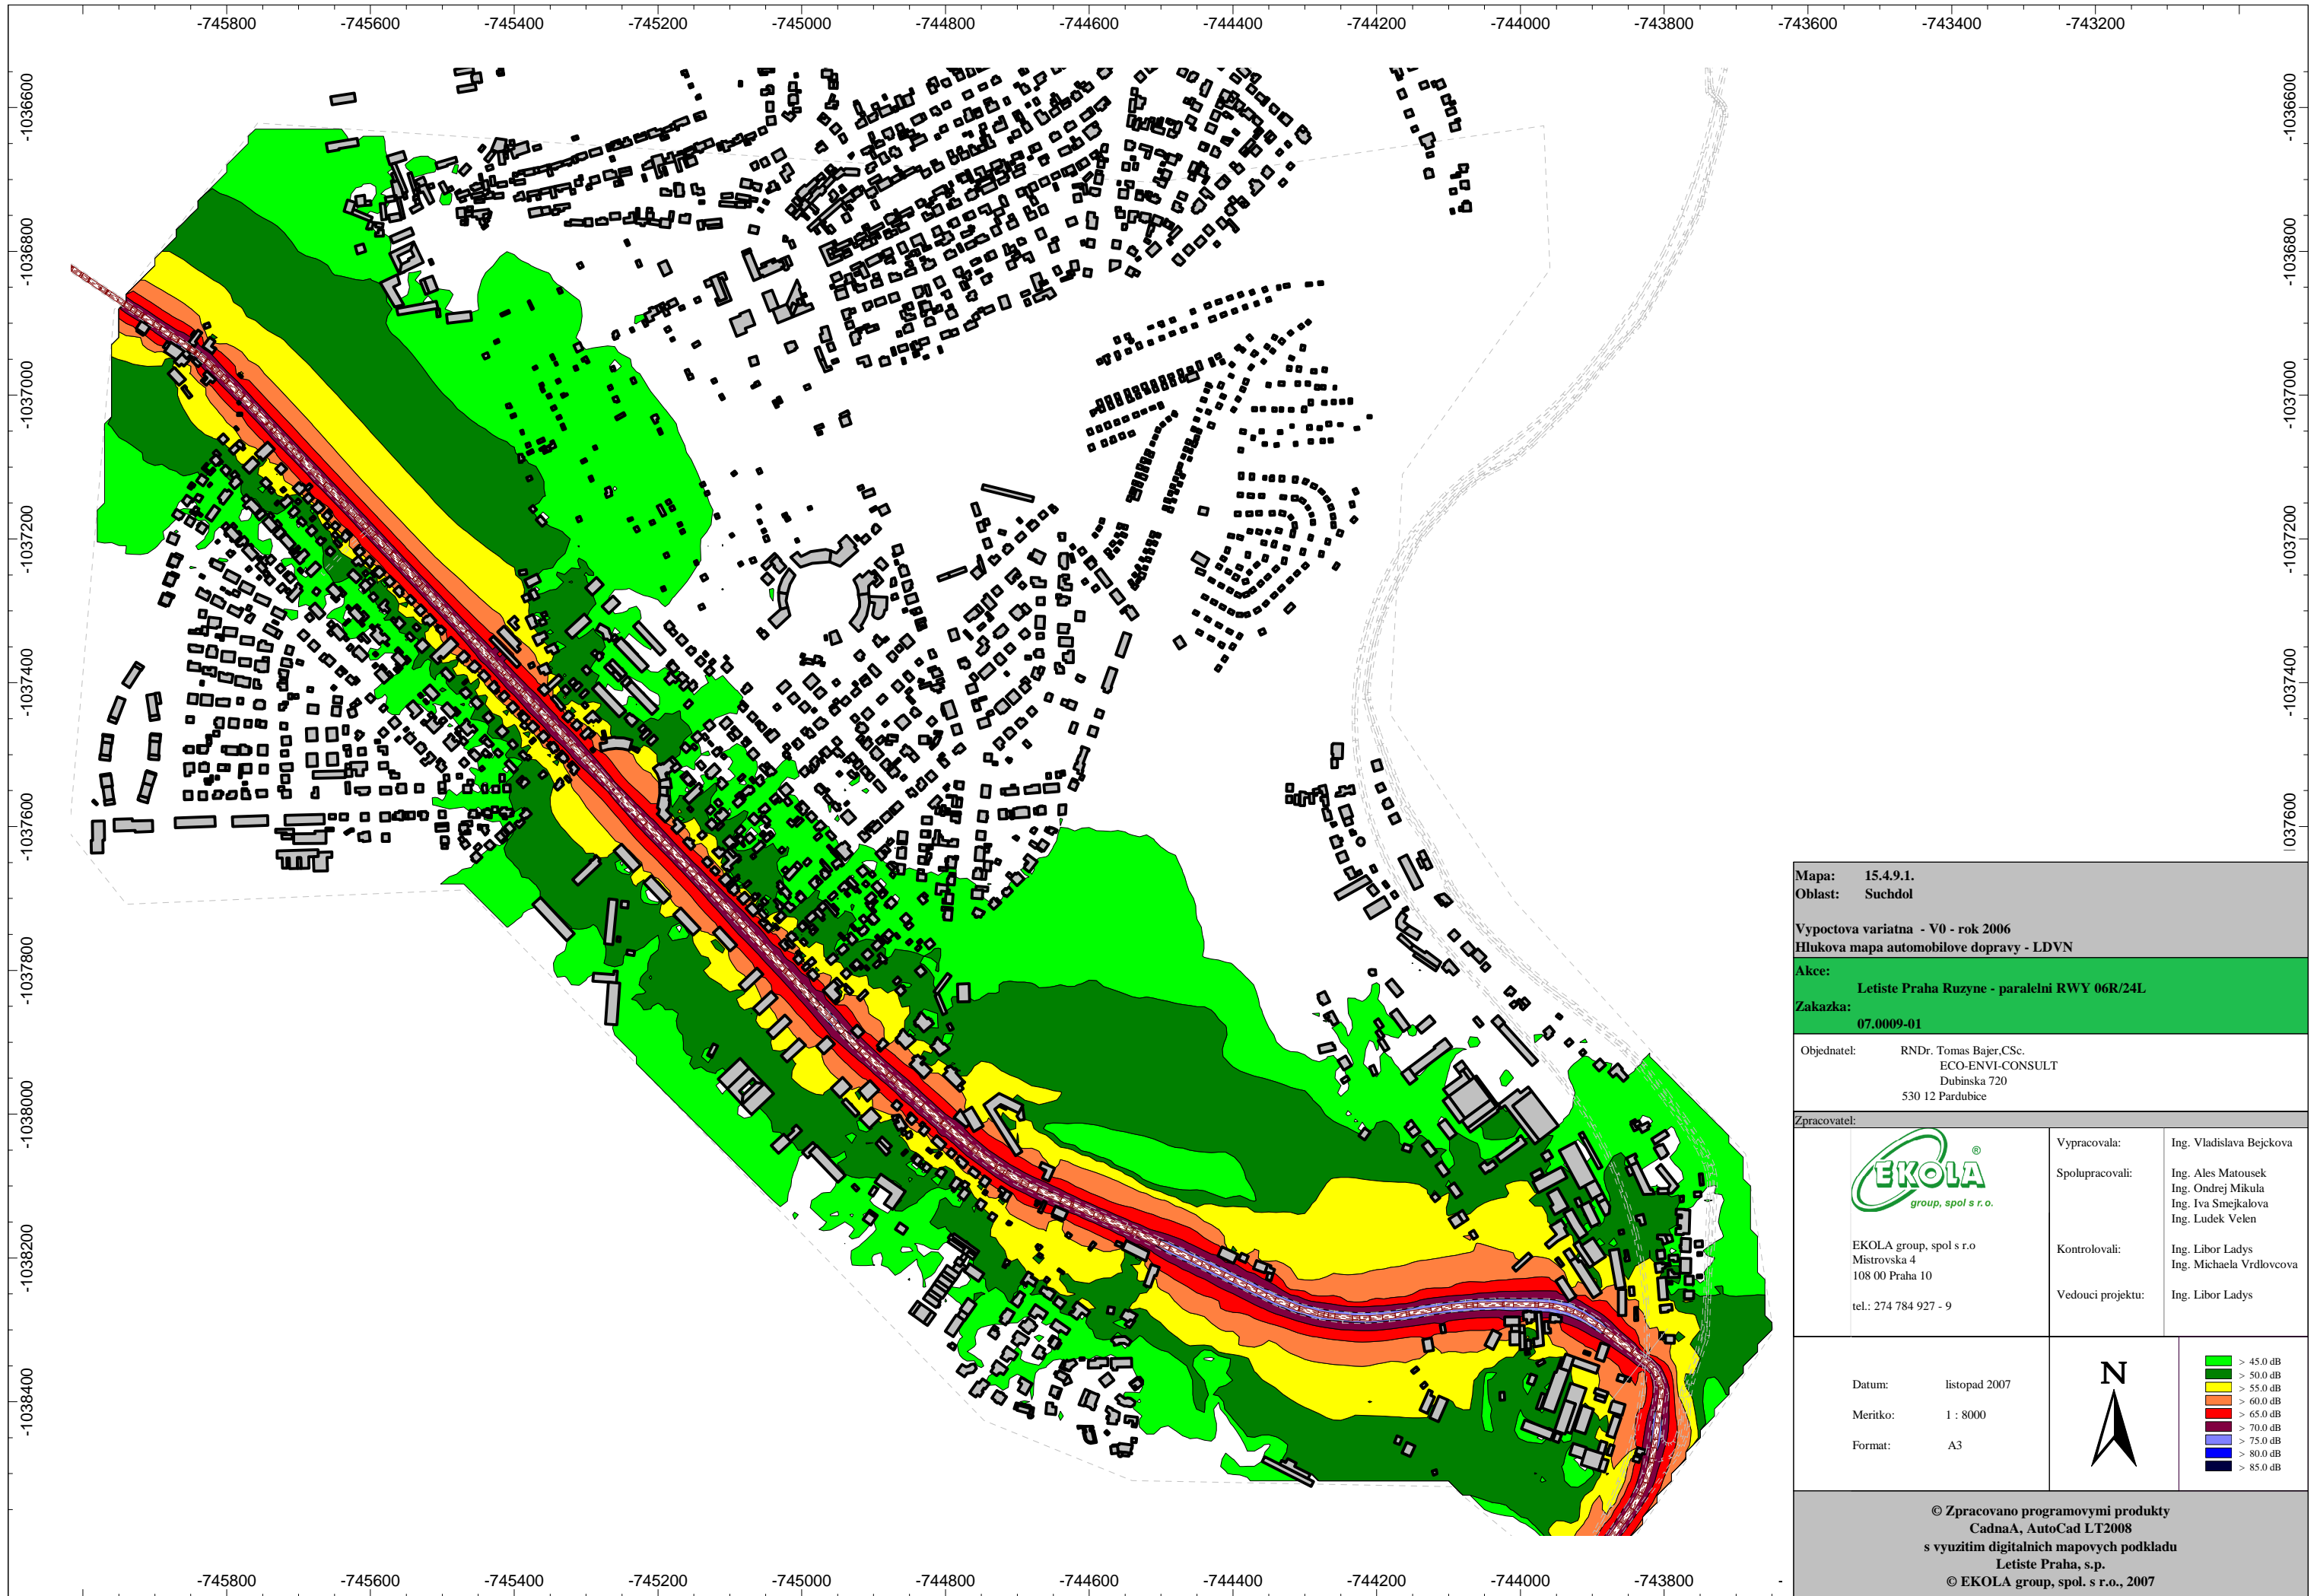 -745800 -745600 -745400 -745200 -745000 -744800 -744600 -744400 -744200 -744000 -743800 -743600 -743400 -743200
-1036600 -1036600
-1036800 -1036800
-1037000 -1037000
-1037200 -1037200
-1037400 -1037400
-1037600 -1037600
-1037800
-1038000
-1038200
-1038400
Mapa: 15.4.9.1.
Oblast: Suchdol
Vypoctova variatna - V0 - rok 2006
Hlukova mapa automobilove dopravy - LDVN
Akce:
Letiste Praha Ruzyne - paralelni RWY 06R/24L
Zakazka:
07.0009-01
Objednatel: RNDr. Tomas Bajer,CSc.
ECO-ENVI-CONSULT
Dubinska 720
530 12 Pardubice
Zpracovatel:
EKOLA ®
group, spol s r.o.
EKOLA group, spol s r.o
Mistrovska 4
108 00 Praha 10
tel.: 274 784 927 - 9
Vypracovala: Ing. Vladislava Bejckova
Spolupracovali: Ing. Ales Matousek
Ing. Ondrej Mikula
Ing. Iva Smejkalova
Ing. Ludek Velen
Kontrolovali: Ing. Libor Ladys
Ing. Michaela Vrdlovcova
Vedouci projektu: Ing. Libor Ladys
Datum: listopad 2007
Meritko: 1 : 8000
Format: A3
N
> 45.0 dB
> 50.0 dB
> 55.0 dB
> 60.0 dB
> 65.0 dB
> 70.0 dB
> 75.0 dB
> 80.0 dB
> 85.0 dB
© Zpracovano programovymi produkty
CadnaA, AutoCad LT2008
s vyuzitim digitalnich mapovych podkladu
Letiste Praha, s.p.
© EKOLA group, spol. s r.o., 2007
-745800 -745600 -745400 -745200 -745000 -744800 -744600 -744400 -744200 -744000 -743800 -